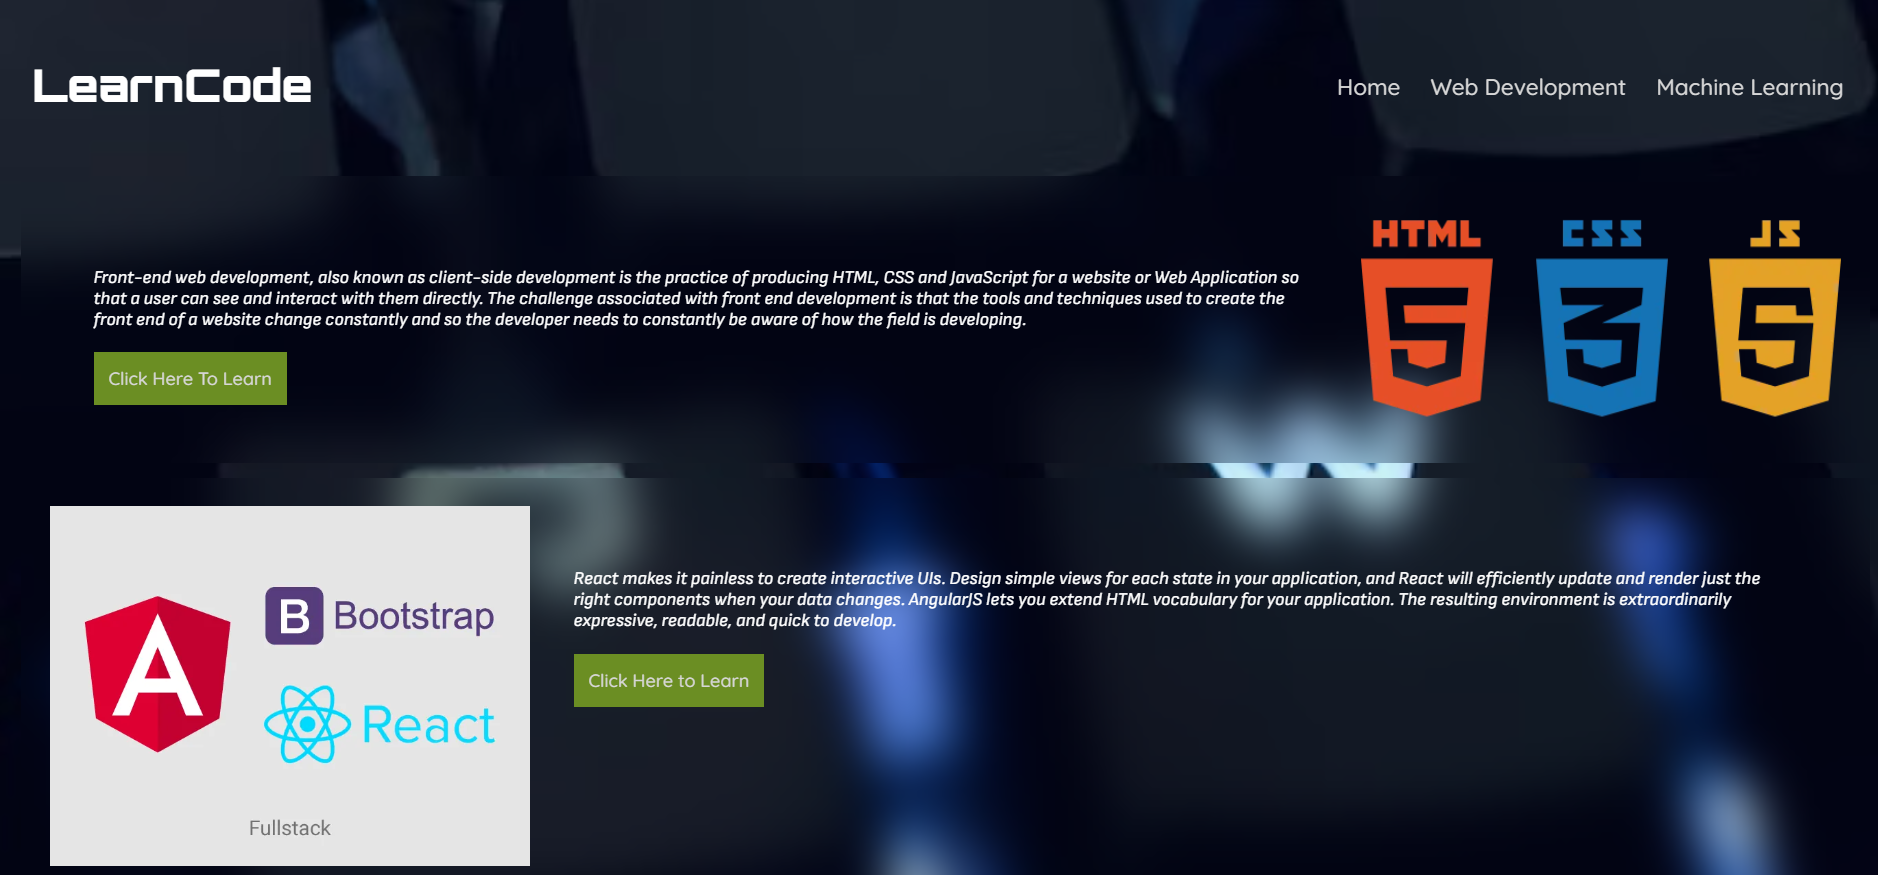 LearnCode
Home Web Development Machine Learning
HTML CSS JS
5 3 5
Front-end web development, also known as client-side development is the practice of producing HTML, CSS and JavaScript for a website or Web Application so
that a user can see and interact with them directly. The challenge associated with front end development is that the tools and techniques used to create the
front end of a website change constantly and so the developer needs to constantly be aware of how the field is developing.
Click Here To Learn
A
B Bootstrap
React
Fullstack
React makes it painless to create interactive UIs. Design simple views for each state in your application, and React will efficiently update and render just the
right components when your data changes. AngularJS lets you extend HTML vocabulary for your application. The resulting environment is extraordinarily
expressive, readable, and quick to develop.
Click Here to Learn